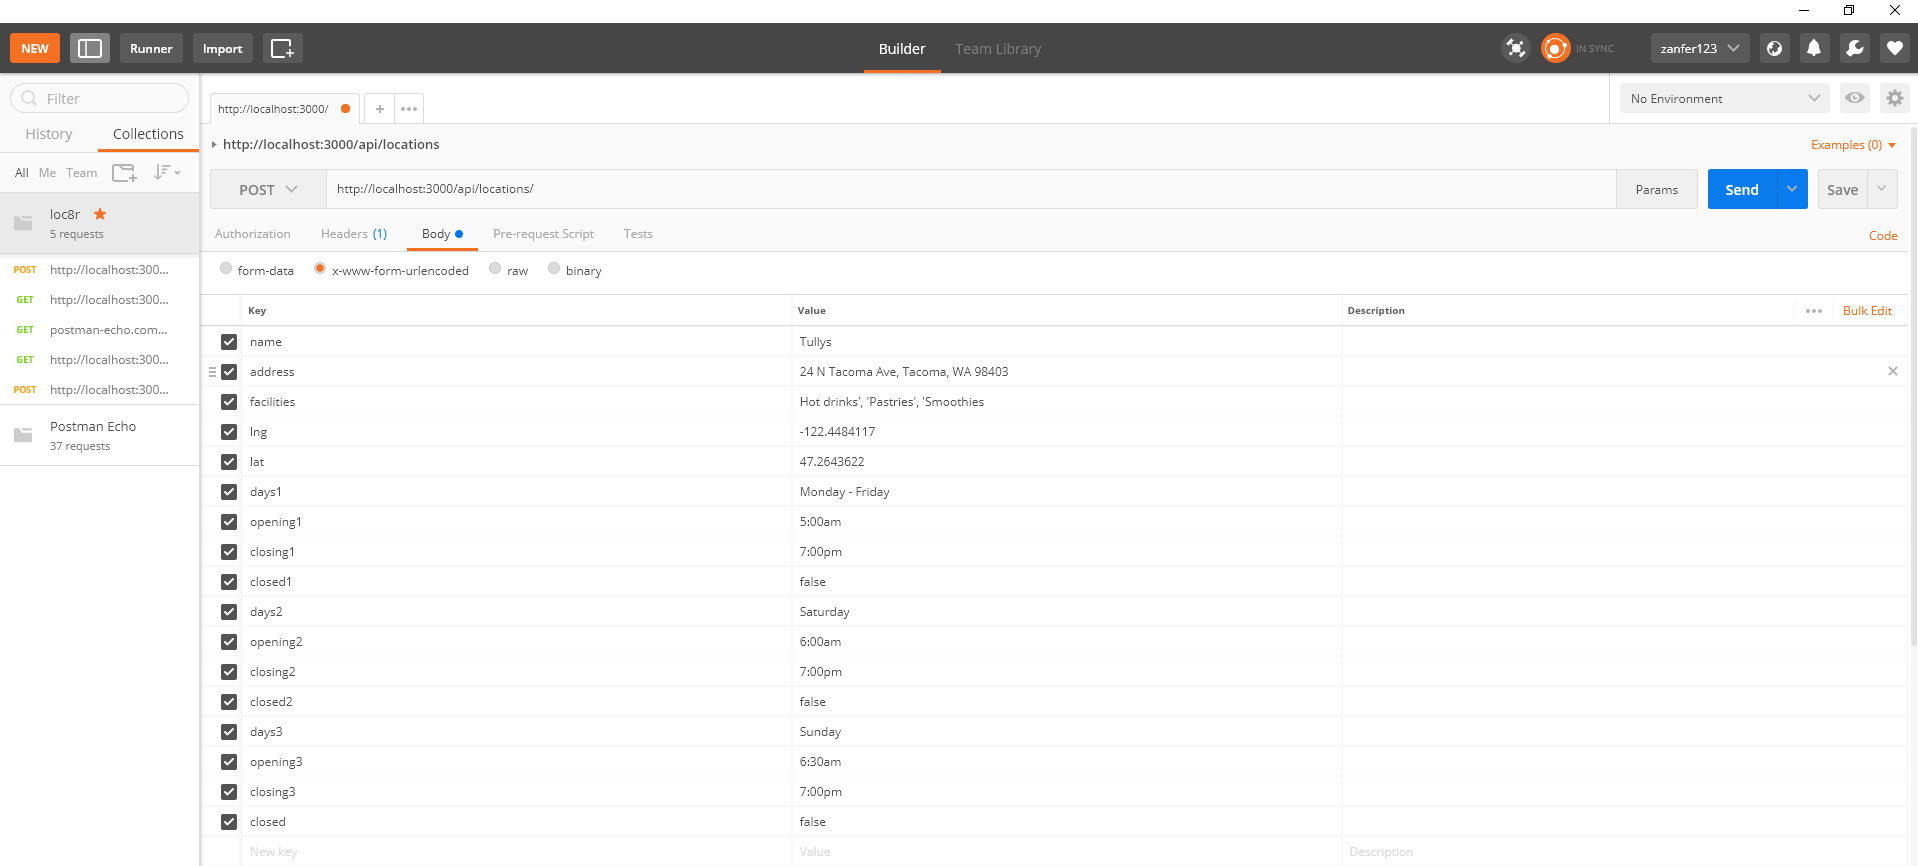 NEW Runner Import Builder Team Library IN SYNC zanfer123
Filter
History Collections
All Me Team
loc8r
5 requests
POST http://localhost:300...
GET http://localhost:300...
GET postman-echo.com...
GET http://localhost:300...
POST http://localhost:300...
Postman Echo
37 requests
http://localhost:3000/ + ••• No Environment
http://localhost:3000/api/locations Examples (0)
POST http://localhost:3000/api/locations/ Params Send Save
Authorization Headers (1) Body Pre-request Script Tests Code
form-data x-www-form-urlencoded raw binary
Key Value Description ••• Bulk Edit
name Tullys
address 24 N Tacoma Ave, Tacoma, WA 98403
facilities Hot drinks', 'Pastries', 'Smoothies
lng -122.4484117
lat 47.2643622
days1 Monday - Friday
opening1 5:00am
closing1 7:00pm
closed1 false
days2 Saturday
opening2 6:00am
closing2 7:00pm
closed2 false
days3 Sunday
opening3 6:30am
closing3 7:00pm
closed false
New key Value Description